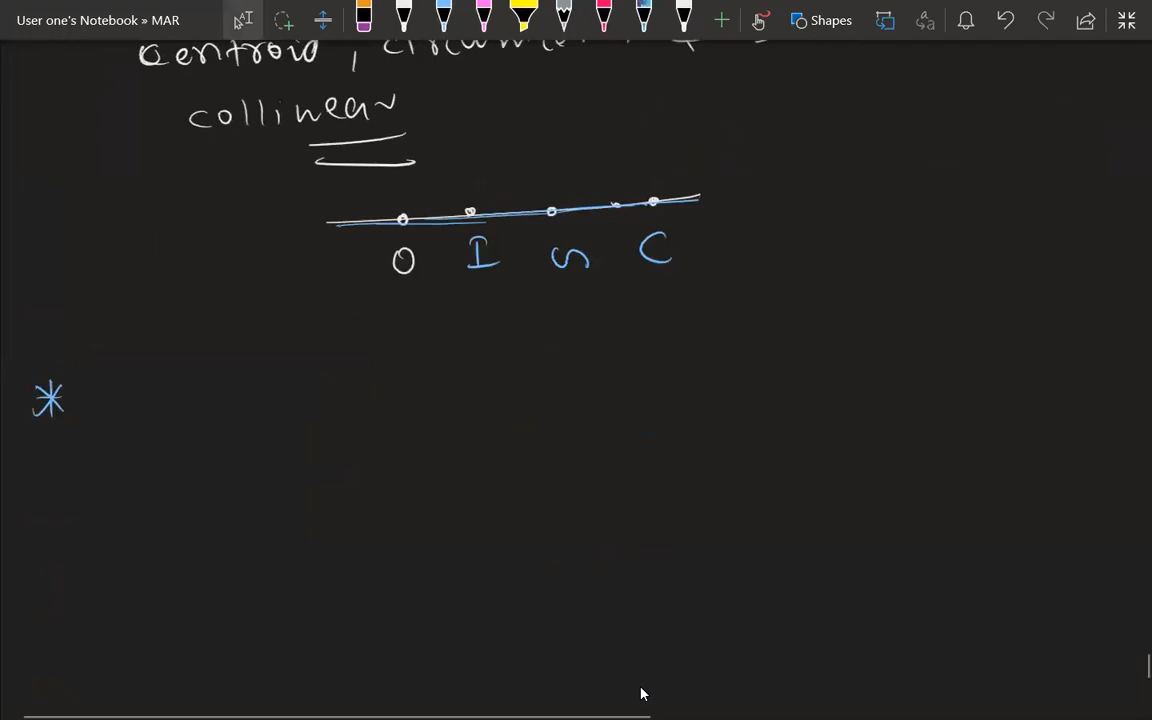 User one's Notebook » MAR
Shapes
centroid,
collinear
O I S C
*